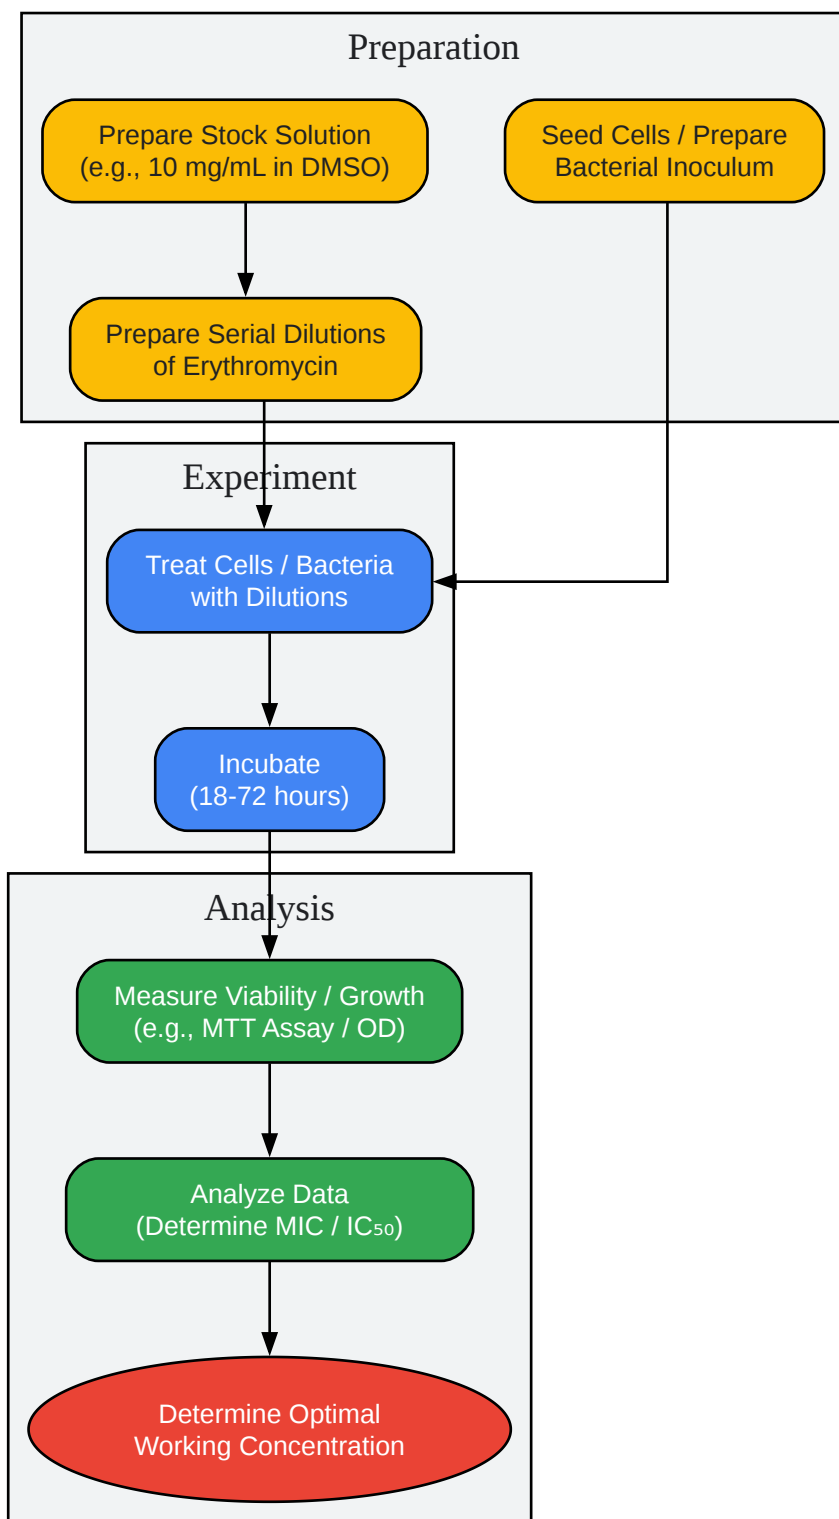 Preparation
Prepare Stock Solution
(e.g., 10 mg/mL in DMSO)
Seed Cells / Prepare
Bacterial Inoculum
Prepare Serial Dilutions
of Erythromycin
Experiment
Treat Cells / Bacteria
with Dilutions
Incubate
(18-72 hours)
Analysis
Measure Viability / Growth
(e.g., MTT Assay / OD)
Analyze Data
(Determine MIC / IC₅₀)
Determine Optimal
Working Concentration